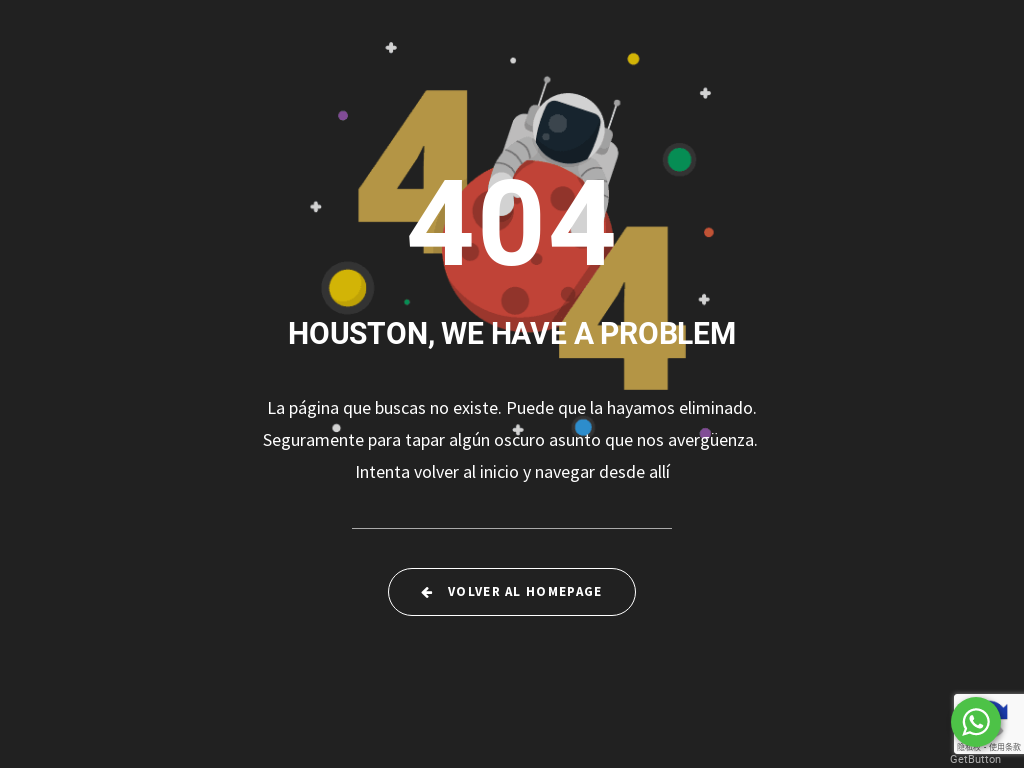 4
404
4
HOUSTON, WE HAVE A PROBLEM
La página que buscas no existe. Puede que la hayamos eliminado.
Seguramente para tapar algún oscuro asunto que nos avergüenza.
Intenta volver al inicio y navegar desde allí
VOLVER AL HOMEPAGE
隐私权 - 使用条款
GetButton